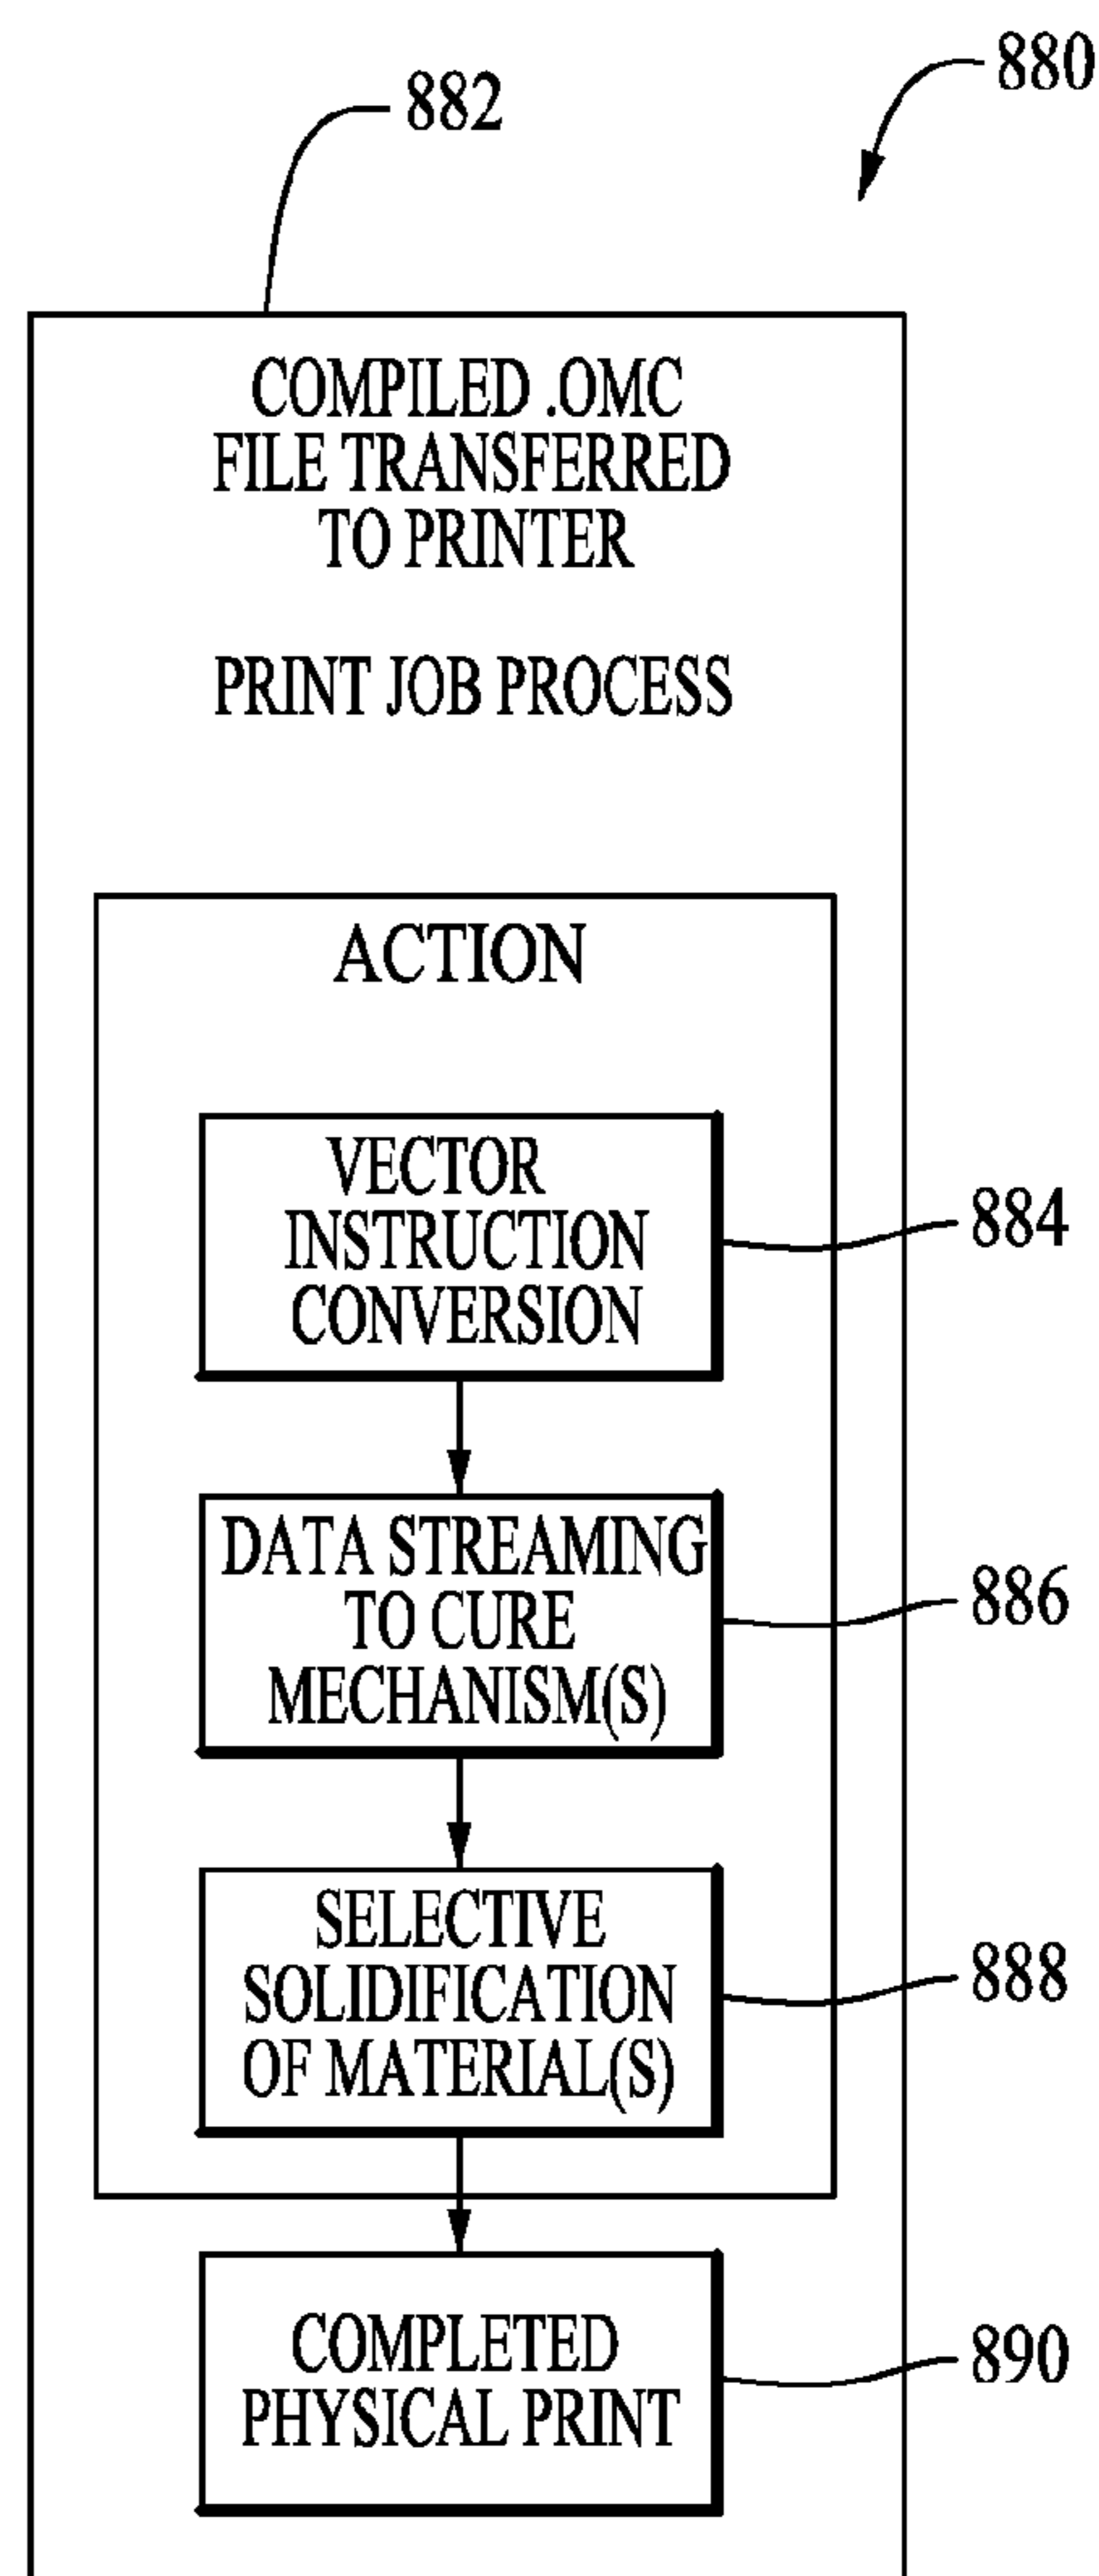 880
882
COMPILED .OMC
FILE TRANSFERRED
TO PRINTER
PRINT JOB PROCESS
ACTION
VECTOR
INSTRUCTION
CONVERSION
884
DATA STREAMING
TO CURE
MECHANISM(S)
886
SELECTIVE
SOLIDIFICATION
OF MATERIAL(S)
888
COMPLETED
PHYSICAL PRINT
890